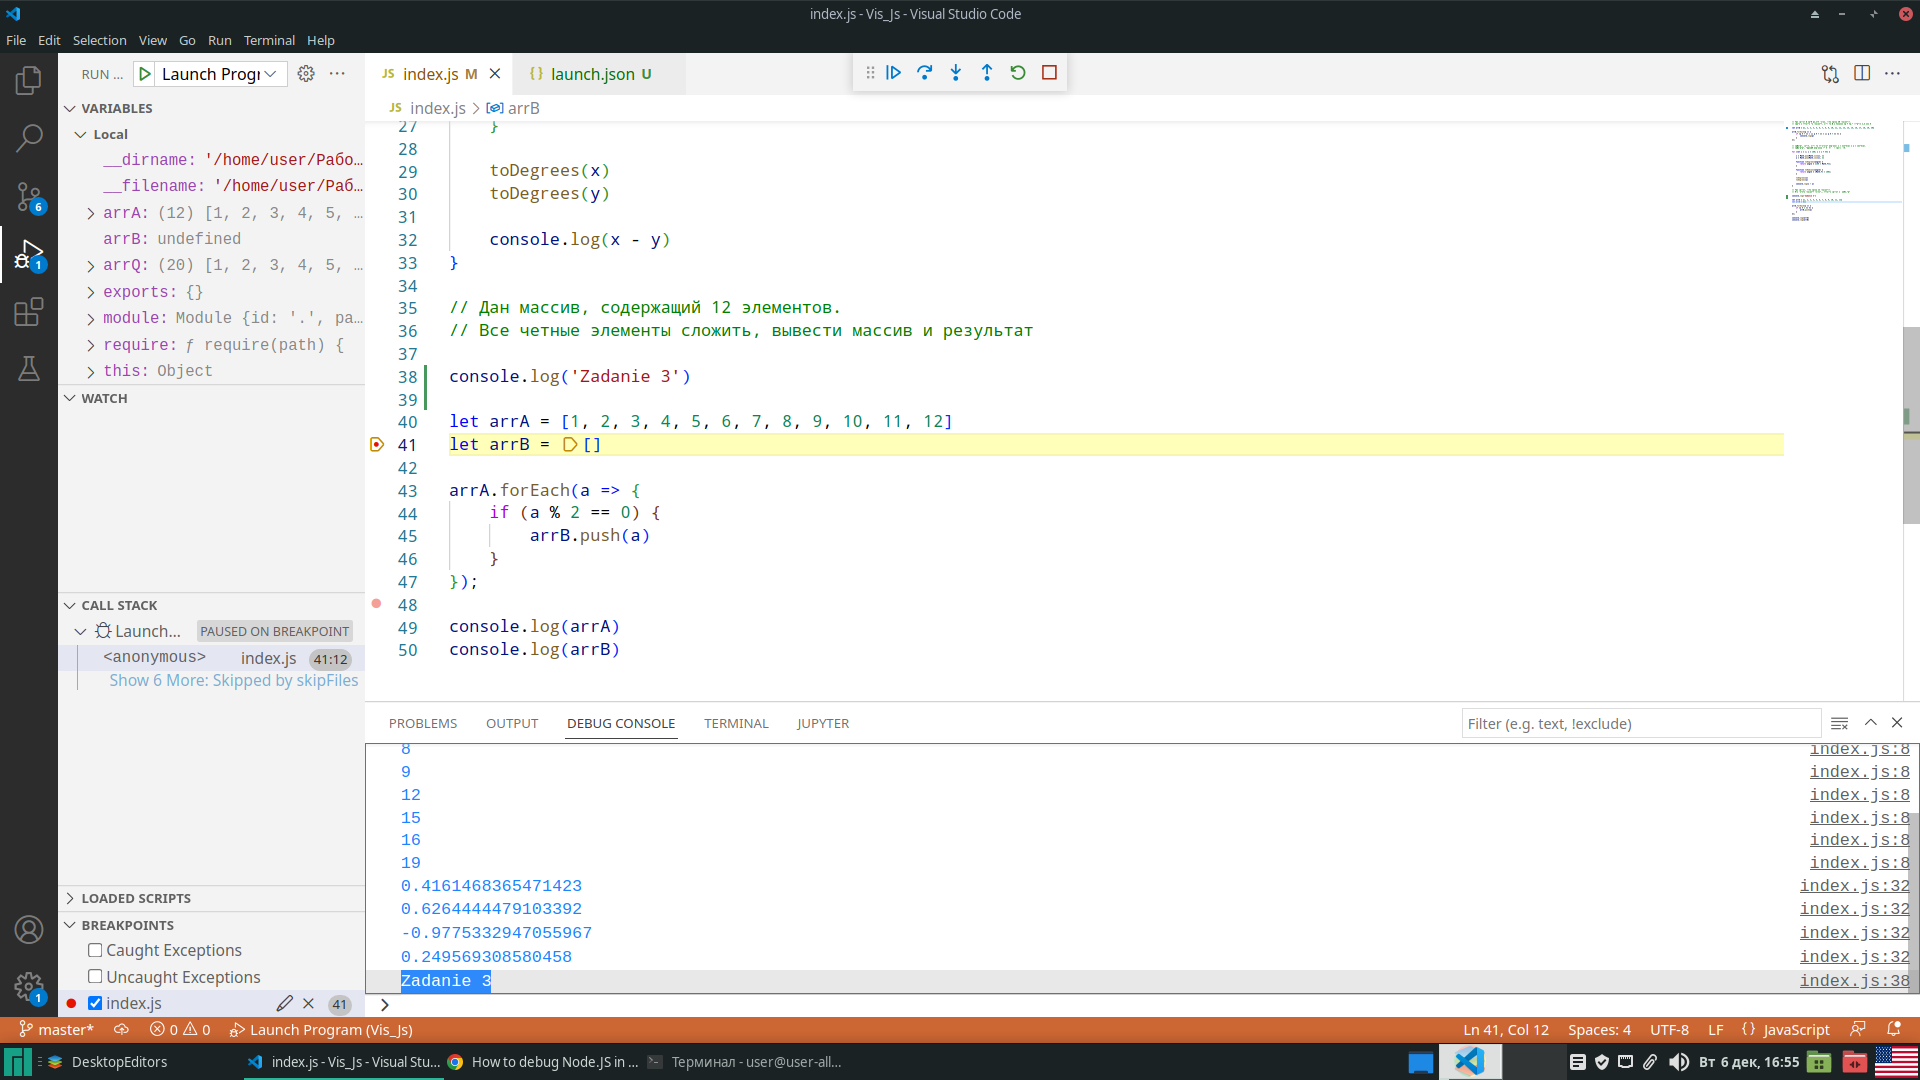 index.js - Vis_Js - Visual Studio Code
File Edit Selection View Go Run Terminal Help
RUN ... Launch Progr
index.js M
launch.json U
VARIABLES
JS index.js > arrB
Local
__dirname: '/home/user/Рабо…
__filename: '/home/user/Раб…
arrA: (12) [1, 2, 3, 4, 5, …
arrB: undefined
arrQ: (20) [1, 2, 3, 4, 5, …
exports: {}
module: Module {id: '.', pa…
require: ƒ require(path) {
this: Object
WATCH
CALL STACK
Launch... PAUSED ON BREAKPOINT
<anonymous> index.js 41:12
Show 6 More: Skipped by skipFiles
LOADED SCRIPTS
BREAKPOINTS
Caught Exceptions
Uncaught Exceptions
index.js 41
27 }
28
29 toDegrees(x)
30 toDegrees(y)
31
32 console.log(x - y)
33 }
34
35 // Дан массив, содержащий 12 элементов.
36 // Все четные элементы сложить, вывести массив и результат
37
38 console.log('Zadanie 3')
39
40 let arrA = [1, 2, 3, 4, 5, 6, 7, 8, 9, 10, 11, 12]
41 let arrB = []
42
43 arrA.forEach(a => {
44 if (a % 2 == 0) {
45 arrB.push(a)
46 }
47 });
48
49 console.log(arrA)
50 console.log(arrB)
PROBLEMS OUTPUT DEBUG CONSOLE TERMINAL JUPYTER
Filter (e.g. text, !exclude)
8 index.js:8
9 index.js:8
12 index.js:8
15 index.js:8
16 index.js:8
19 index.js:8
0.4161468365471423 index.js:32
0.6264444479103392 index.js:32
-0.9775332947055967 index.js:32
0.249569308580458 index.js:32
Zadanie 3 index.js:38
>
master* 0 0 Launch Program (Vis_Js)
Ln 41, Col 12 Spaces: 4 UTF-8 LF {} JavaScript
DesktopEditors
index.js - Vis_Js - Visual Stu...
How to debug Node.JS in ...
Терминал - user@user-all...
Вт 6 дек, 16:55
6
1
1